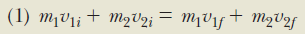 (1) m₁v₁ᵢ + m₂v₂ᵢ = m₁v₁f + m₂v₂f